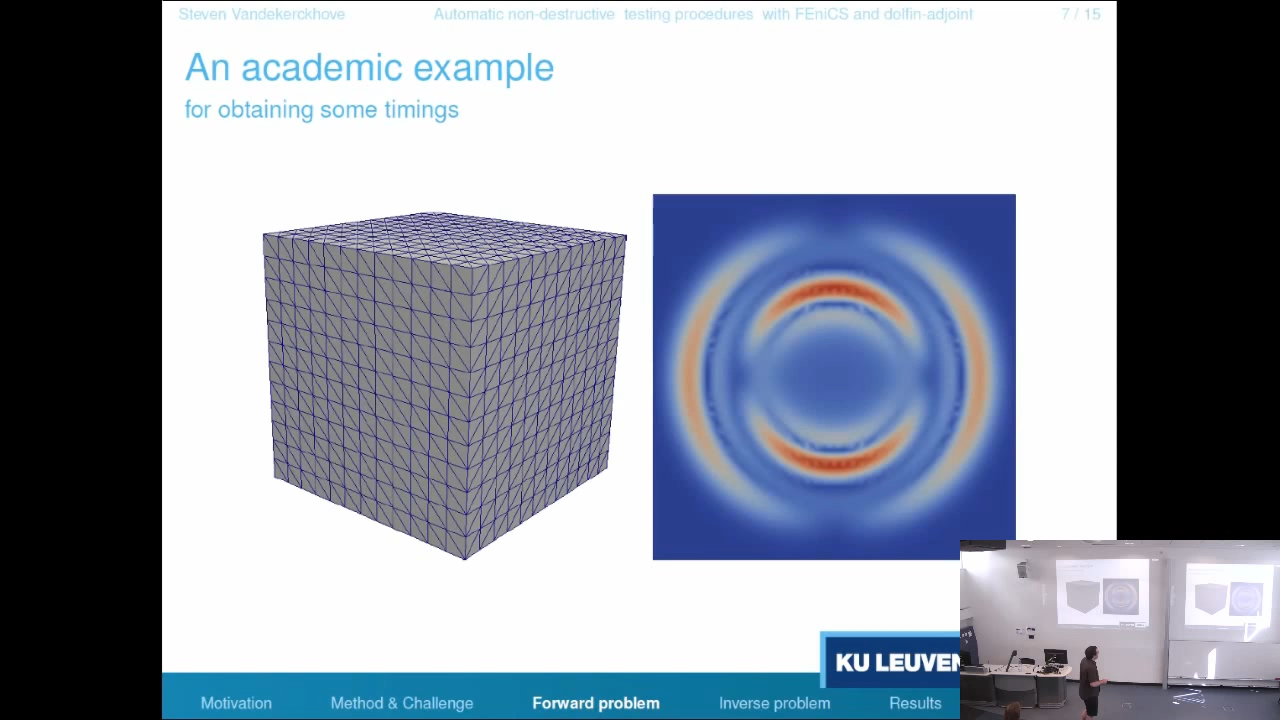 Steven Vandekerckhove Automatic non-destructive testing procedures with FEniCS and dolfin-adjoint 7 / 15
An academic example
for obtaining some timings
KU LEUVEN
Motivation Method & Challenge Forward problem Inverse problem Results